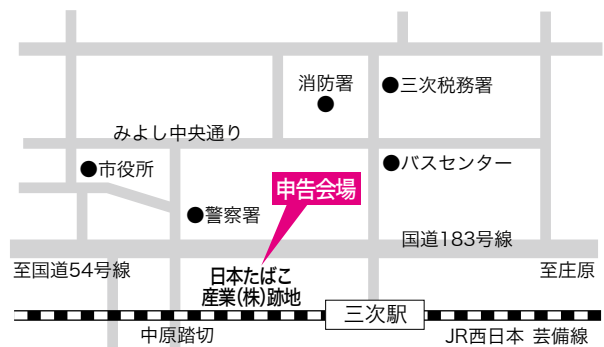 消防署
三次税務署
みよし中央通り
市役所
バスセンター
申告会場
警察署
国道183号線
至国道54号線
日本たばこ
産業(株)跡地
至庄原
三次駅
中原踏切
JR西日本 芸備線